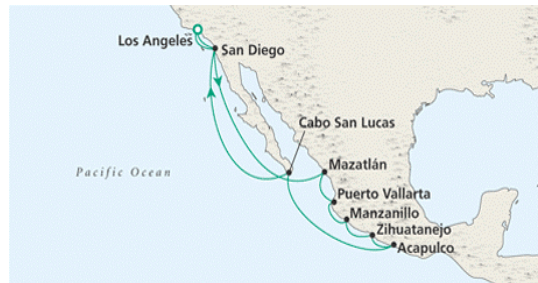 Los Angeles
San Diego
Cabo San Lucas
Mazatlán
Pacific Ocean
Puerto Vallarta
Manzanillo
Zihuatanejo
Acapulco